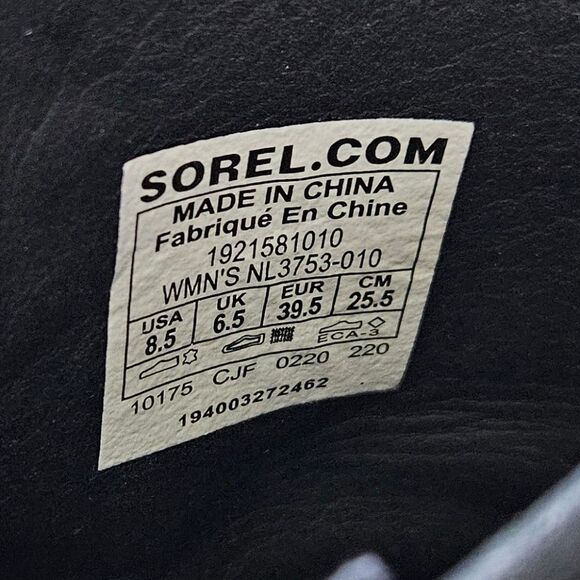 SOREL.COM
MADE IN CHINA
Fabriqué En Chine
1921581010
WMN'S NL3753-010
USA UK EUR CM
8.5 6.5 39.5 25.5
ECA-3
10175 CJF 0220 220
194003272462